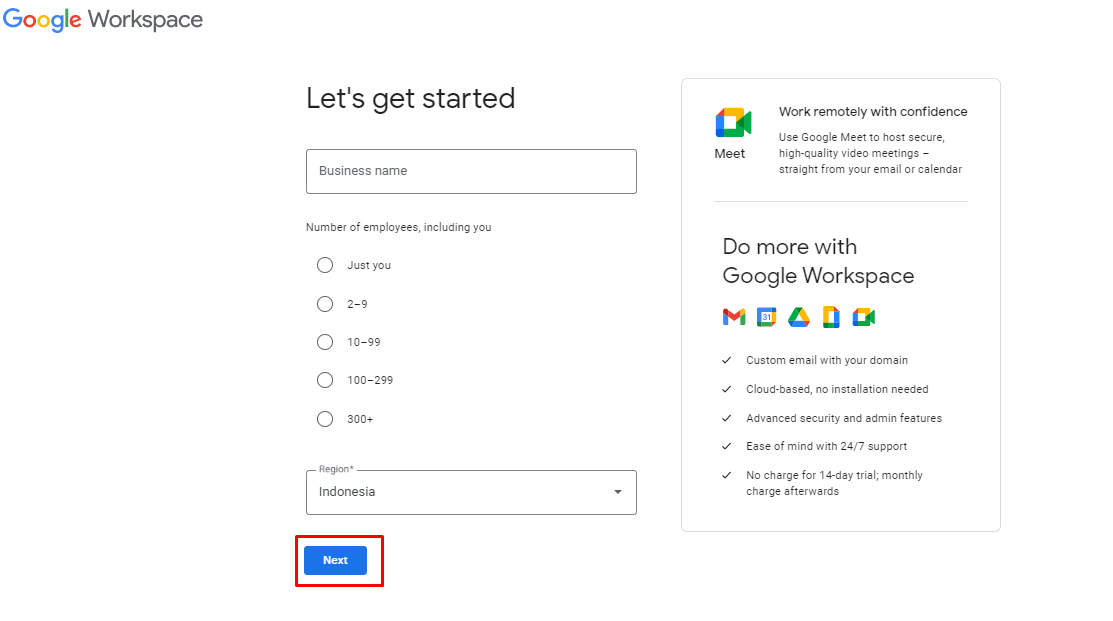 Google Workspace
Let's get started
Business name
Number of employees, including you
Just you
2–9
10–99
100–299
300+
Region*
Indonesia
Next
Work remotely with confidence
Meet
Use Google Meet to host secure,
high-quality video meetings –
straight from your email or calendar
Do more with
Google Workspace
31
Custom email with your domain
Cloud-based, no installation needed
Advanced security and admin features
Ease of mind with 24/7 support
No charge for 14-day trial; monthly
charge afterwards